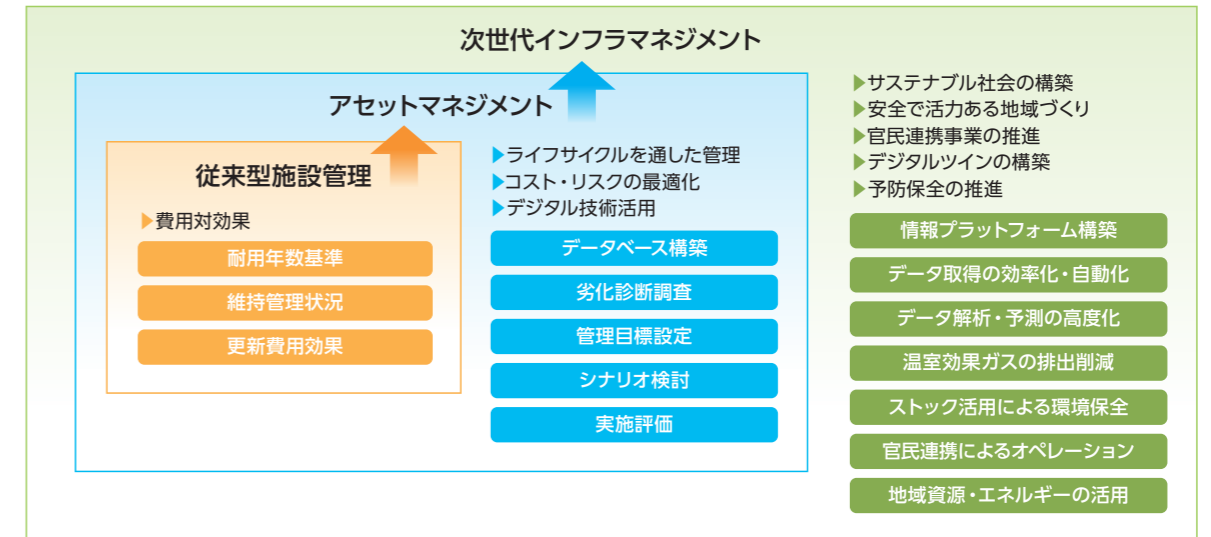 次世代インフラマネジメント
アセットマネジメント
従来型施設管理
▶費用対効果
耐用年数基準
維持管理状況
更新費用効果
▶ライフサイクルを通した管理
▶コスト・リスクの最適化
▶デジタル技術活用
データベース構築
劣化診断調査
管理目標設定
シナリオ検討
実施評価
▶サステナブル社会の構築
▶安全で活力ある地域づくり
▶官民連携事業の推進
▶デジタルツインの構築
▶予防保全の推進
情報プラットフォーム構築
データ取得の効率化・自動化
データ解析・予測の高度化
温室効果ガスの排出削減
ストック活用による環境保全
官民連携によるオペレーション
地域資源・エネルギーの活用